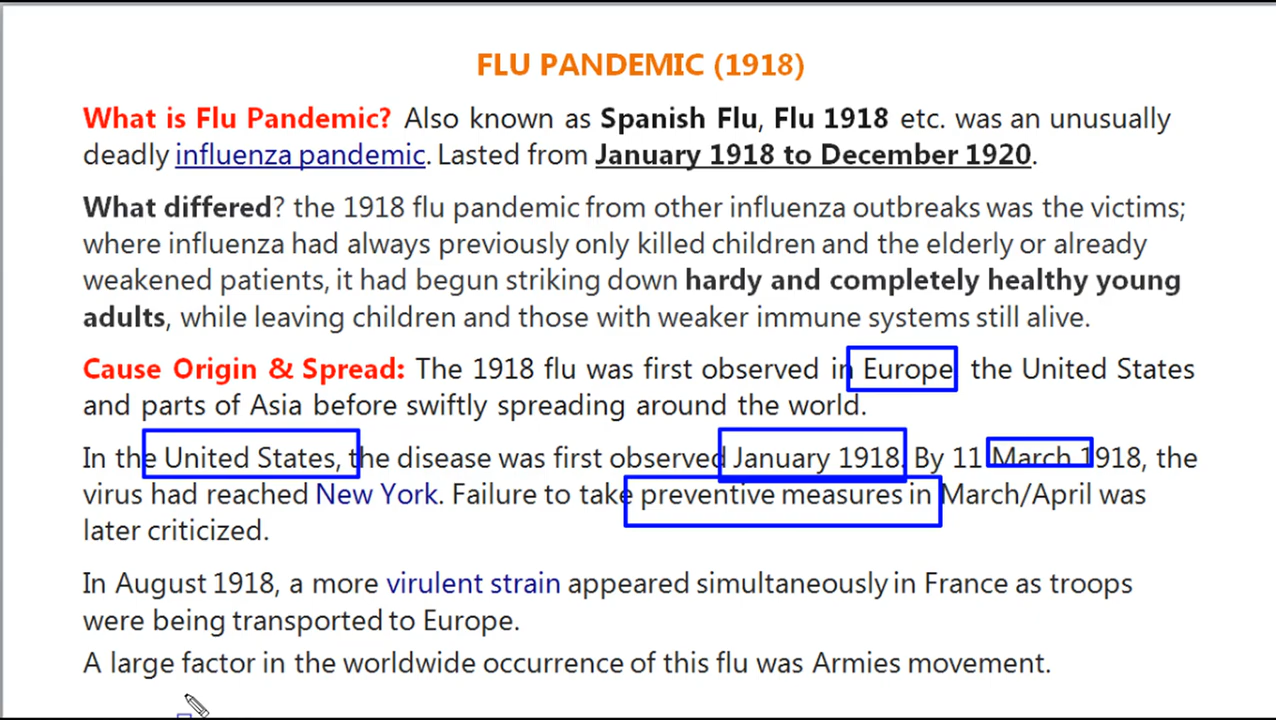 FLU PANDEMIC (1918)
What is Flu Pandemic? Also known as Spanish Flu, Flu 1918 etc. was an unusually
deadly influenza pandemic. Lasted from January 1918 to December 1920.
What differed? the 1918 flu pandemic from other influenza outbreaks was the victims;
where influenza had always previously only killed children and the elderly or already
weakened patients, it had begun striking down hardy and completely healthy young
adults, while leaving children and those with weaker immune systems still alive.
Cause Origin & Spread: The 1918 flu was first observed in Europe the United States
and parts of Asia before swiftly spreading around the world.
In the United States, the disease was first observed January 1918. By 11 March 1918, the
virus had reached New York. Failure to take preventive measures in March/April was
later criticized.
In August 1918, a more virulent strain appeared simultaneously in France as troops
were being transported to Europe.
A large factor in the worldwide occurrence of this flu was Armies movement.